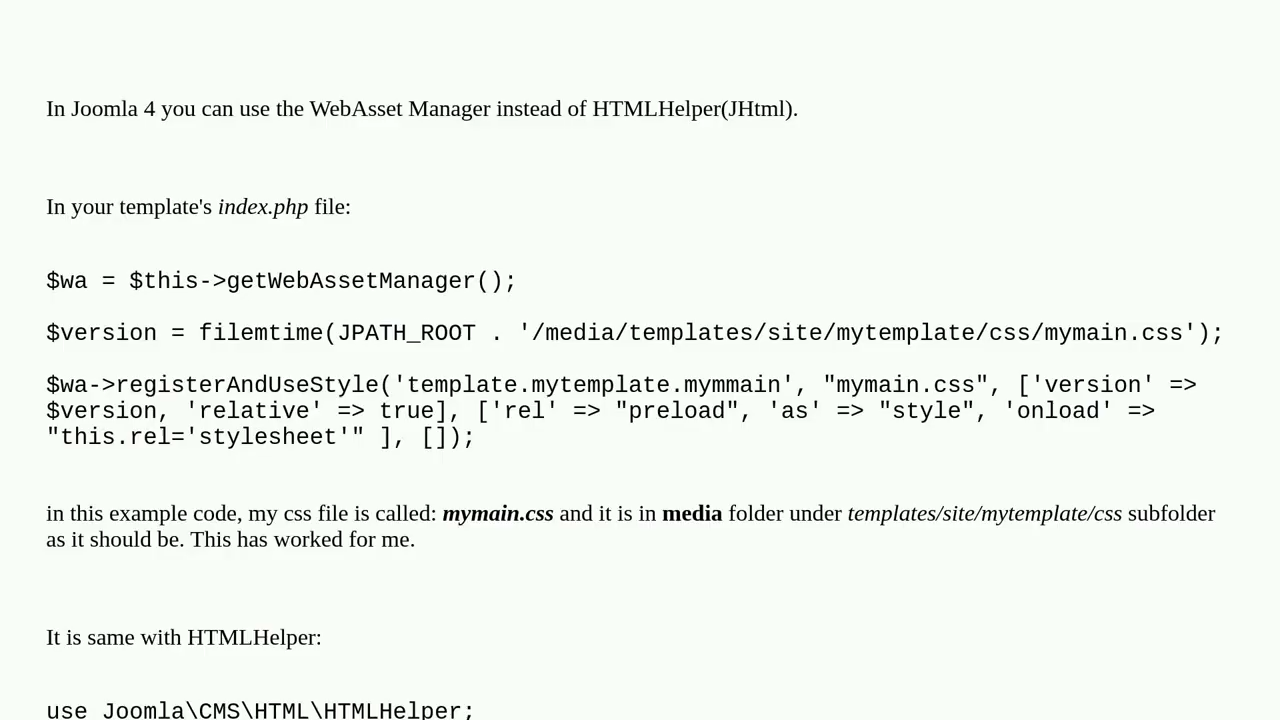 In Joomla 4 you can use the WebAsset Manager instead of HTMLHelper(JHtml).
In your template's index.php file:
$wa = $this->getWebAssetManager();
$version = filemtime(JPATH_ROOT . '/media/templates/site/mytemplate/css/mymain.css');
$wa->registerAndUseStyle('template.mytemplate.mymmain', "mymain.css", ['version' =>
$version, 'relative' => true], ['rel' => "preload", 'as' => "style", 'onload' =>
"this.rel='stylesheet'" ], []);
in this example code, my css file is called: mymain.css and it is in media folder under templates/site/mytemplate/css subfolder
as it should be. This has worked for me.
It is same with HTMLHelper:
use Joomla\CMS\HTML\HTMLHelper;